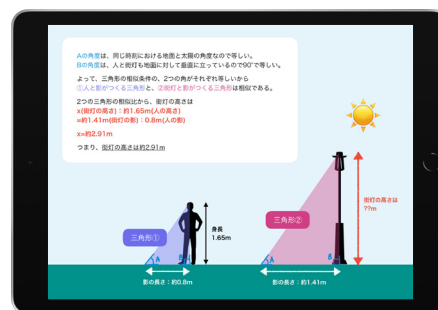 Aの角度は、同じ時刻における地面と太陽の角度なので等しい。
Bの角度は、人と街灯も地面に対して垂直に立っているので90°で等しい。
よって、三角形の相似条件の、2つの角がそれぞれ等しいから
①人と影がつくる三角形と、②街灯と影がつくる三角形は相似である。
2つの三角形の相似比から、街灯の高さは
x(街灯の高さ)：約1.65m(人の高さ)
=約1.41m(街灯の影)：0.8m(人の影)
x=約2.91m
つまり、街灯の高さは約2.91m
三角形①
身長
1.65m
A
B
影の長さ：約0.8m
三角形②
街灯の高さは
??m
A
B
影の長さ：約1.41m